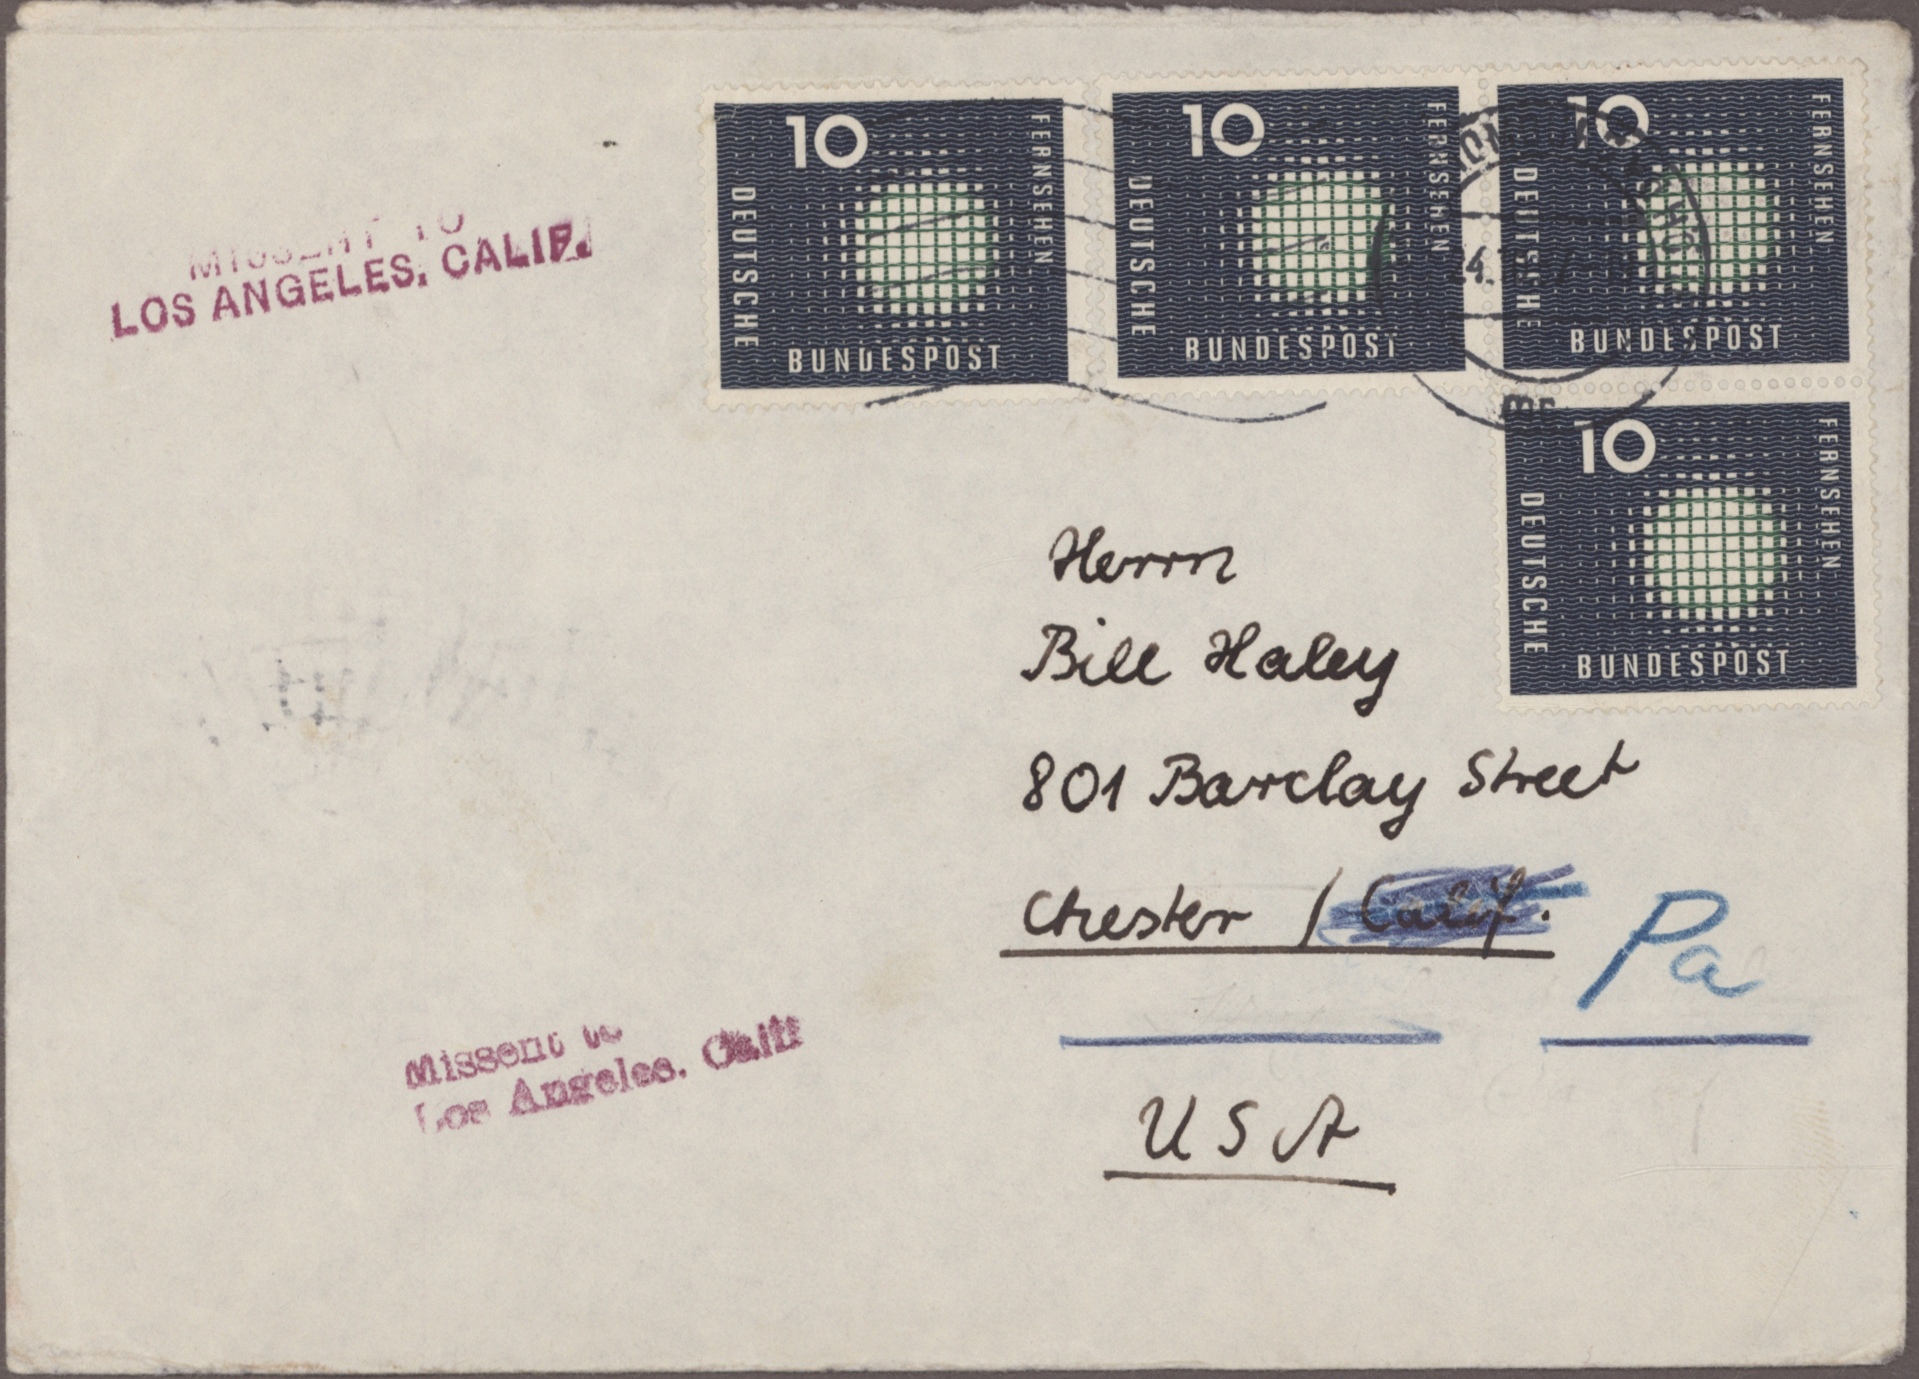 10 FERNSEHEN DEUTSCHE BUNDESPOST
10 FERNSEHEN DEUTSCHE BUNDESPOST
10 FERNSEHEN DEUTSCHE BUNDESPOST
10 FERNSEHEN DEUTSCHE BUNDESPOST
MISSENT TO
LOS ANGELES, CALIF.
Herrn
Bill Haley
801 Barclay Street
Chester / Calif. Pa
Missent to
Los Angeles. Calif
USA